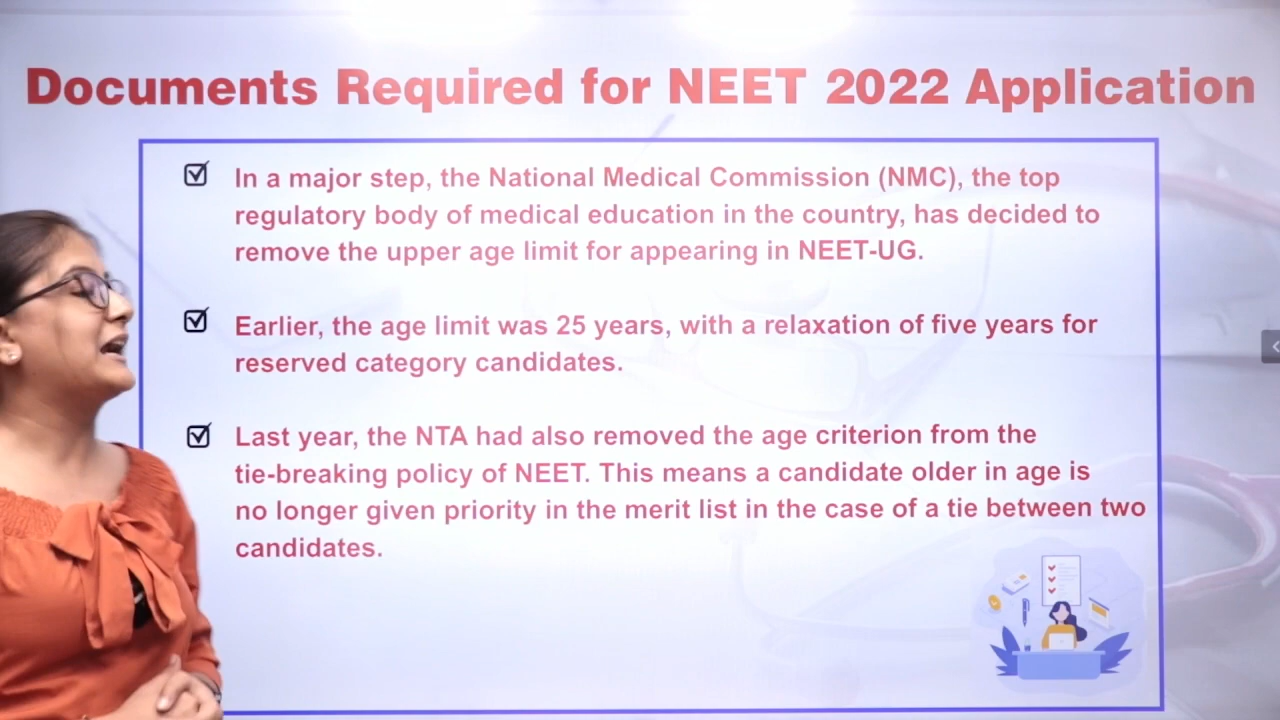 Documents Required for NEET 2022 Application
In a major step, the National Medical Commission (NMC), the top
regulatory body of medical education in the country, has decided to
remove the upper age limit for appearing in NEET-UG.
Earlier, the age limit was 25 years, with a relaxation of five years for
reserved category candidates.
Last year, the NTA had also removed the age criterion from the
tie-breaking policy of NEET. This means a candidate older in age is
no longer given priority in the merit list in the case of a tie between two
candidates.